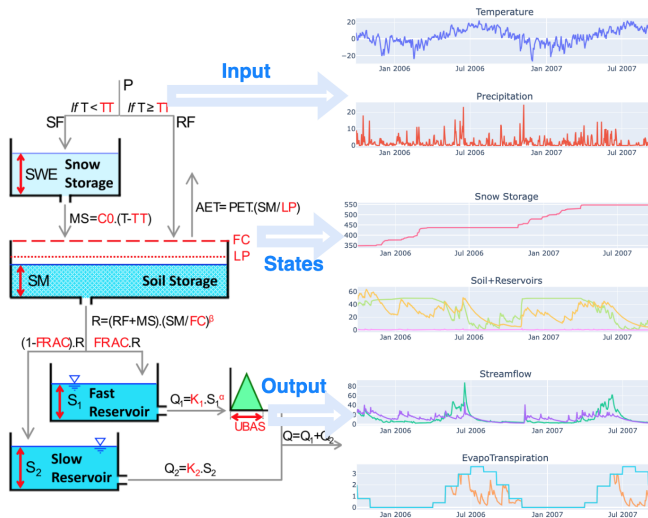 P
If T < TT If T ≥ TT
SF RF
SWE Snow
Storage
MS=C0.(T-TT)
AET= PET.(SM/LP)
FC
LP
SM Soil Storage
R=(RF+MS).(SM/FC)^β
(1-FRAC).R FRAC.R
S₁ Fast
Reservoir
Q₁=K₁.S₁^α
UBAS
Q=Q₁+Q₂
S₂ Slow
Reservoir
Q₂=K₂.S₂
Input
States
Output
Temperature
20
0
−20
Jan 2006 Jul 2006 Jan 2007 Jul 2007
Precipitation
20
10
0
Jan 2006 Jul 2006 Jan 2007 Jul 2007
Snow Storage
550
500
450
400
350
Jan 2006 Jul 2006 Jan 2007 Jul 2007
Soil+Reservoirs
60
40
20
0
Jan 2006 Jul 2006 Jan 2007 Jul 2007
Streamflow
80
60
40
20
0
Jan 2006 Jul 2006 Jan 2007 Jul 2007
EvapoTranspiration
3
2
1
0
Jan 2006 Jul 2006 Jan 2007 Jul 2007